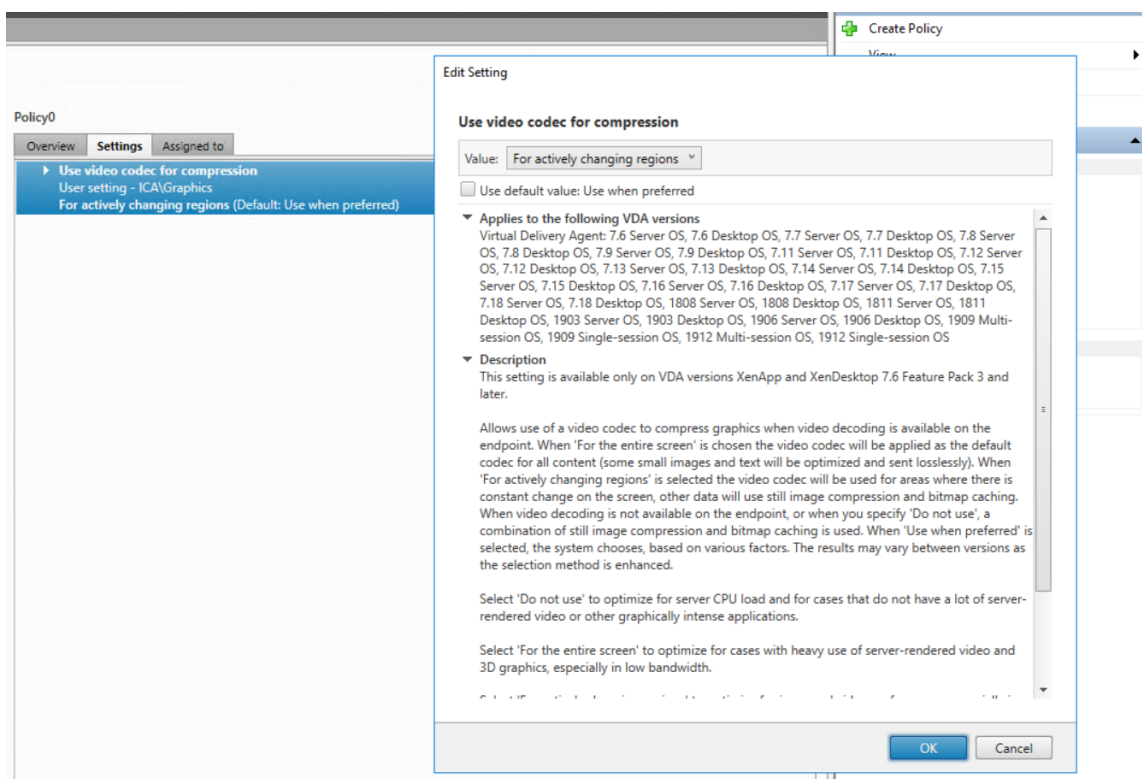 Create Policy
View
Edit Setting
Policy0
Use video codec for compression
Overview Settings Assigned to
Value: For actively changing regions
Use video codec for compression
User setting - ICA\Graphics
For actively changing regions (Default: Use when preferred)
Use default value: Use when preferred
Applies to the following VDA versions
Virtual Delivery Agent: 7.6 Server OS, 7.6 Desktop OS, 7.7 Server OS, 7.7 Desktop OS, 7.8 Server
OS, 7.8 Desktop OS, 7.9 Server OS, 7.9 Desktop OS, 7.11 Server OS, 7.11 Desktop OS, 7.12 Server
OS, 7.12 Desktop OS, 7.13 Server OS, 7.13 Desktop OS, 7.14 Server OS, 7.14 Desktop OS, 7.15
Server OS, 7.15 Desktop OS, 7.16 Server OS, 7.16 Desktop OS, 7.17 Server OS, 7.17 Desktop OS,
7.18 Server OS, 7.18 Desktop OS, 1808 Server OS, 1808 Desktop OS, 1811 Server OS, 1811
Desktop OS, 1903 Server OS, 1903 Desktop OS, 1906 Server OS, 1906 Desktop OS, 1909 Multi-
session OS, 1909 Single-session OS, 1912 Multi-session OS, 1912 Single-session OS
Description
This setting is available only on VDA versions XenApp and XenDesktop 7.6 Feature Pack 3 and
later.
Allows use of a video codec to compress graphics when video decoding is available on the
endpoint. When 'For the entire screen' is chosen the video codec will be applied as the default
codec for all content (some small images and text will be optimized and sent losslessly). When
'For actively changing regions' is selected the video codec will be used for areas where there is
constant change on the screen, other data will use still image compression and bitmap caching.
When video decoding is not available on the endpoint, or when you specify 'Do not use', a
combination of still image compression and bitmap caching is used. When 'Use when preferred' is
selected, the system chooses, based on various factors. The results may vary between versions as
the selection method is enhanced.
Select 'Do not use' to optimize for server CPU load and for cases that do not have a lot of server-
rendered video or other graphically intense applications.
Select 'For the entire screen' to optimize for cases with heavy use of server-rendered video and
3D graphics, especially in low bandwidth.
OK Cancel